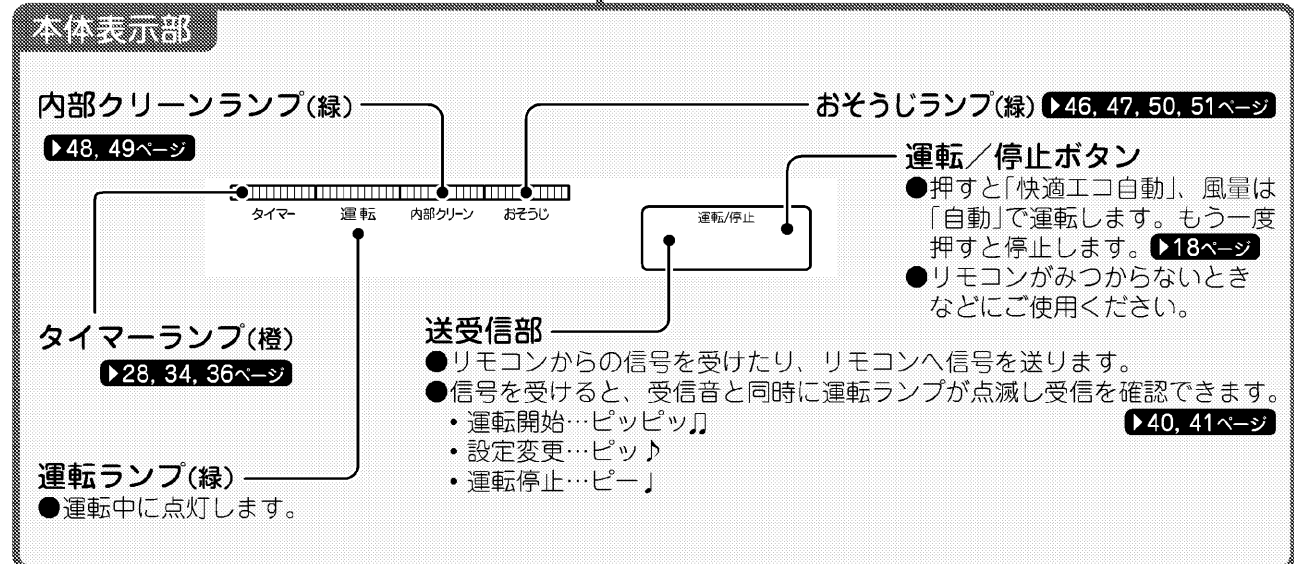 本体表示部
内部クリーンランプ(緑)
▶48, 49ページ
おそうじランプ(緑) ▶46, 47, 50, 51ページ
運転／停止ボタン
●押すと「快適エコ自動」、風量は
「自動」で運転します。もう一度
押すと停止します。▶18ページ
●リモコンがみつからないとき
などにご使用ください。
タイマー 運転 内部クリーン おそうじ
運転/停止
タイマーランプ(橙)
▶28, 34, 36ページ
送受信部
●リモコンからの信号を受けたり、リモコンへ信号を送ります。
●信号を受けると、受信音と同時に運転ランプが点滅し受信を確認できます。
・運転開始…ピッピッ♫
▶40, 41ページ
・設定変更…ピッ♪
・運転停止…ピー♩
運転ランプ(緑)
●運転中に点灯します。